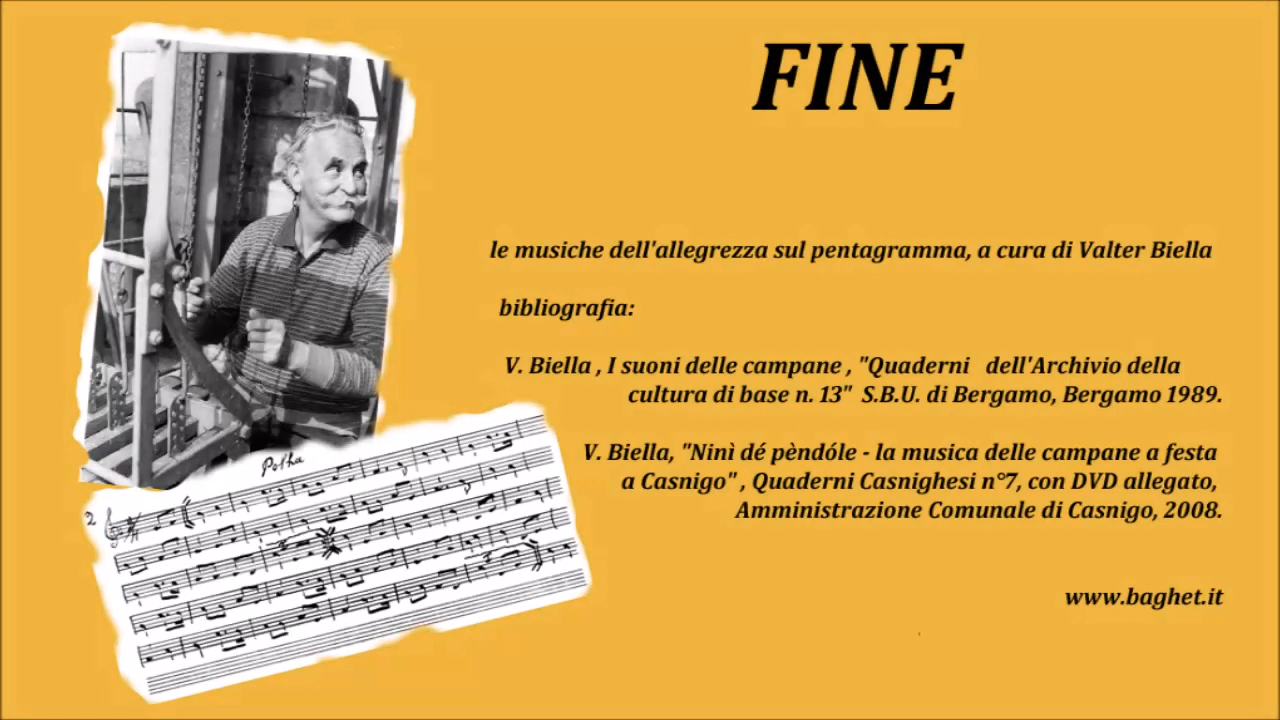 FINE
le musiche dell'allegrezza sul pentagramma, a cura di Valter Biella
bibliografia:
V. Biella , I suoni delle campane , "Quaderni dell'Archivio della
cultura di base n. 13" S.B.U. di Bergamo, Bergamo 1989.
V. Biella, "Ninì dé pèndóle - la musica delle campane a festa
a Casnigo" , Quaderni Casnighesi n°7, con DVD allegato,
Amministrazione Comunale di Casnigo, 2008.
www.baghet.it
Polka
2